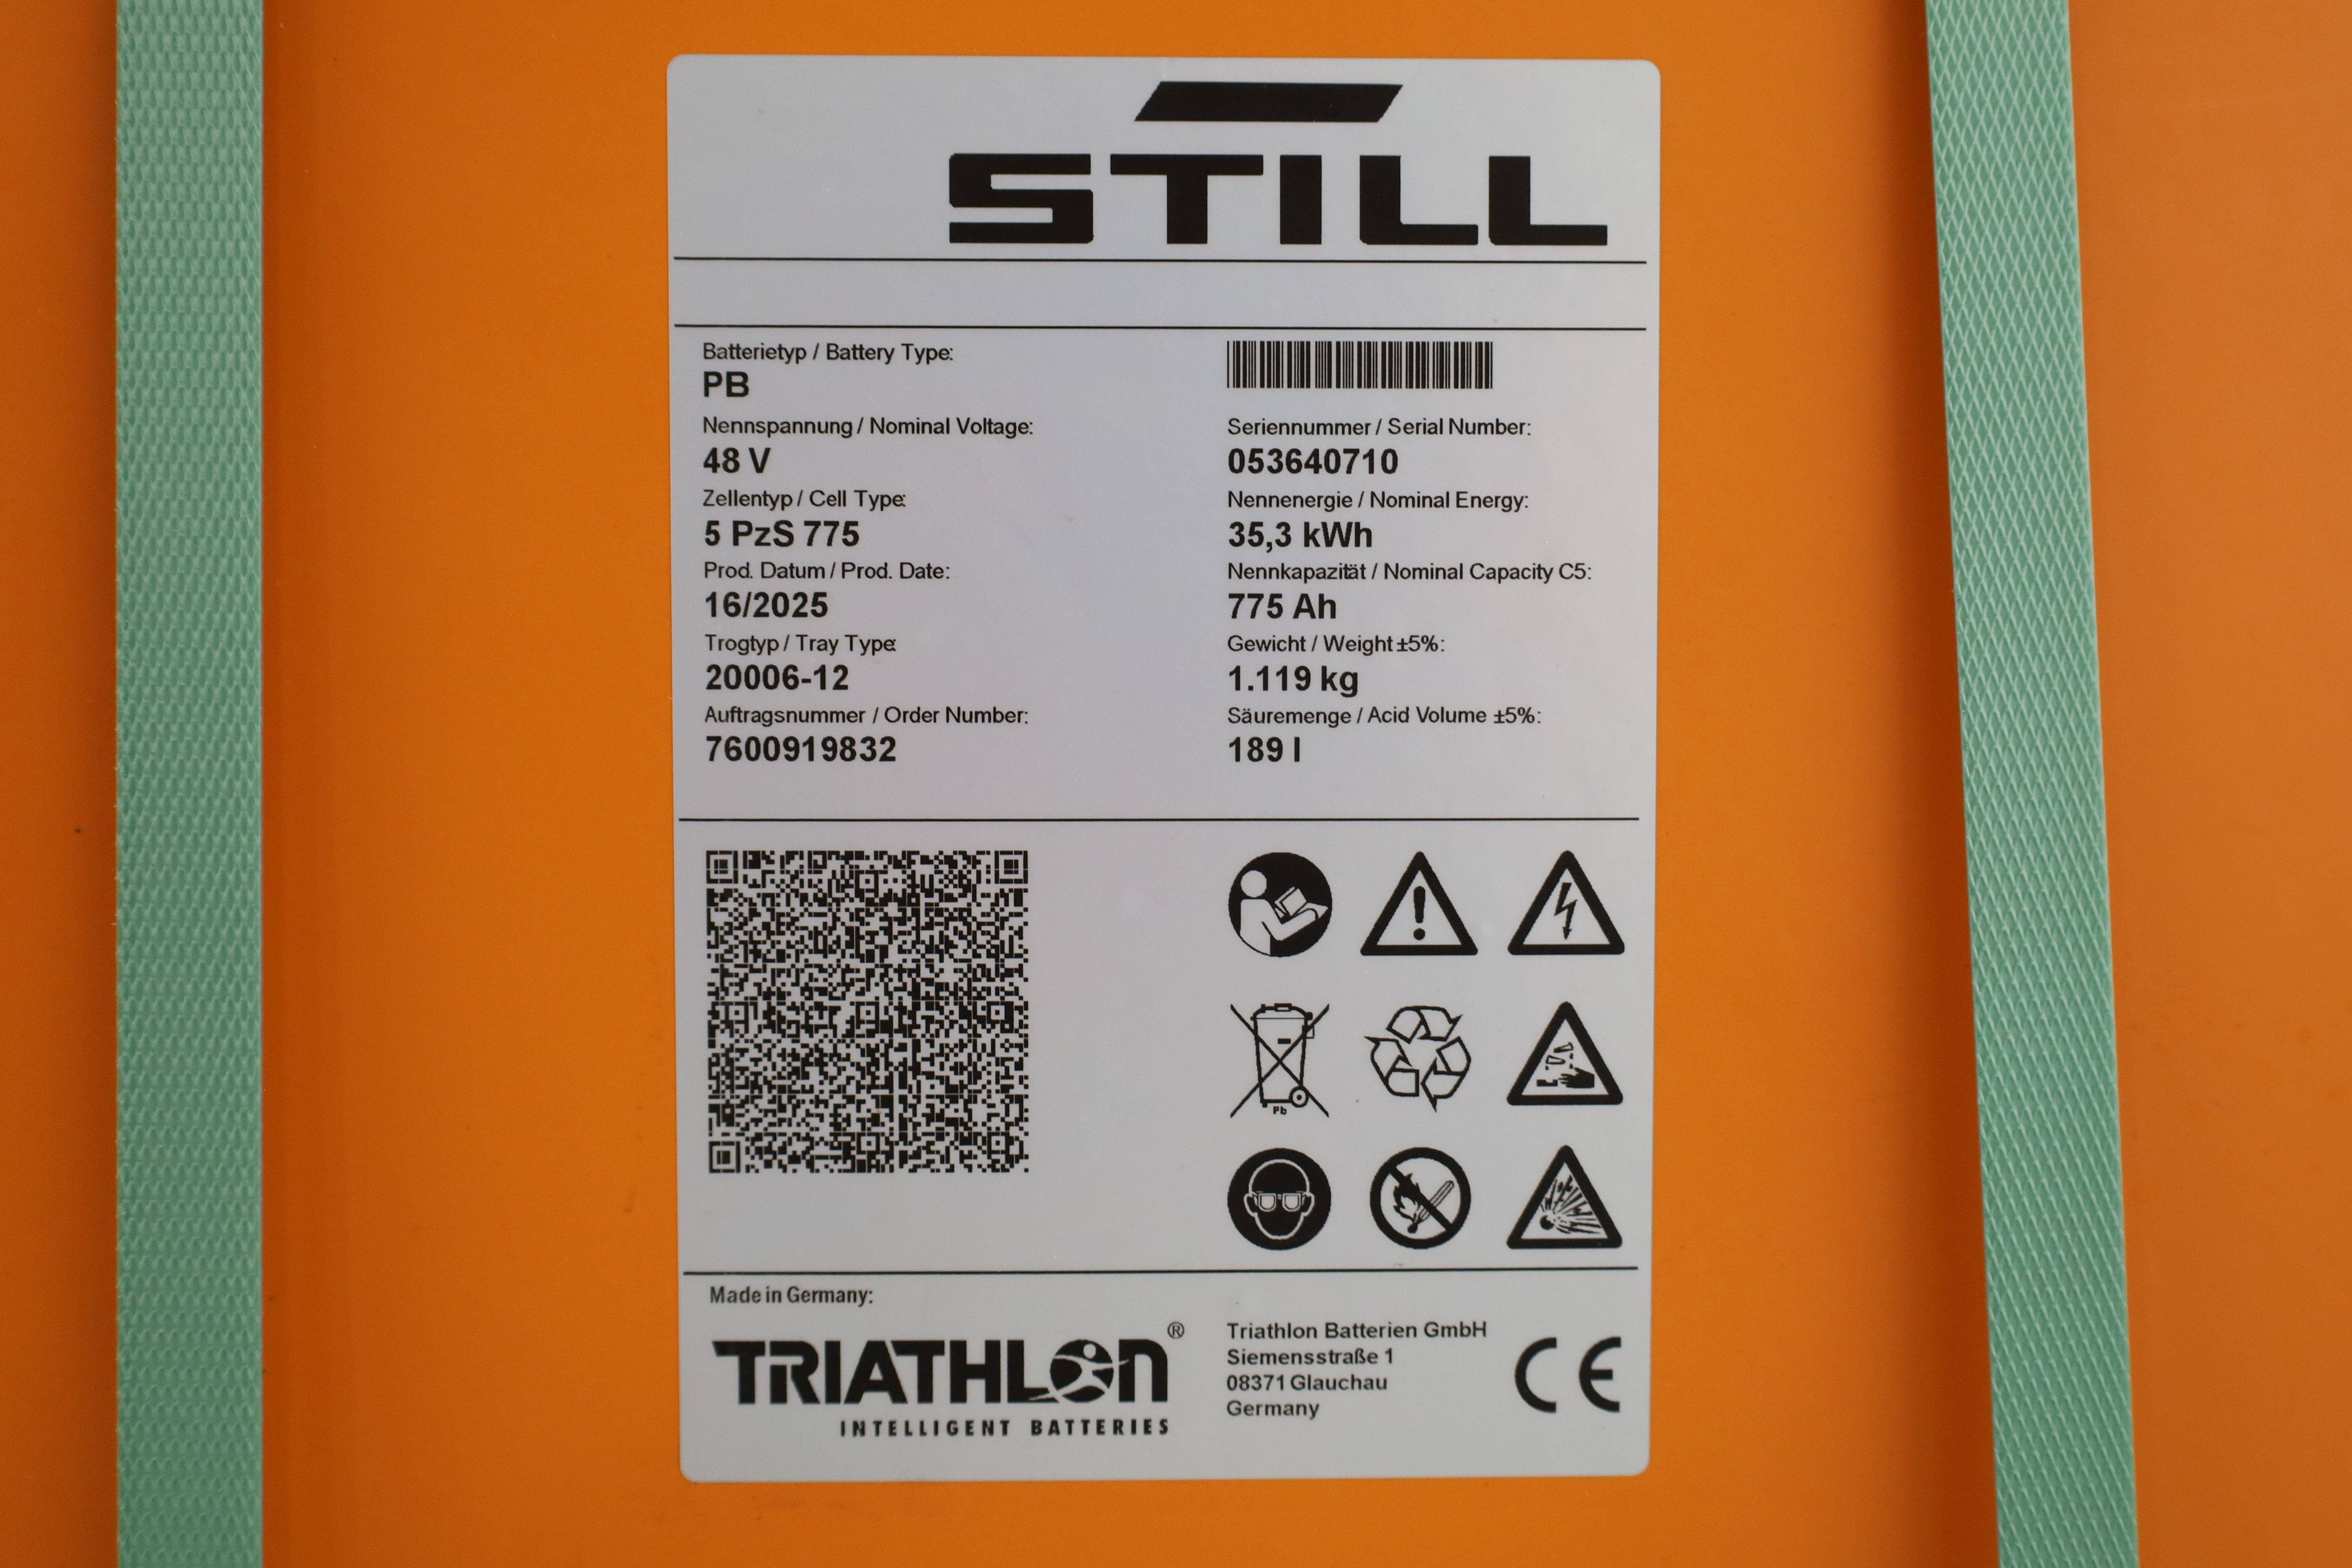 STILL
Batterietyp / Battery Type:
PB
Nennspannung / Nominal Voltage:
48 V
Zellentyp / Cell Type:
5 PzS 775
Prod. Datum / Prod. Date:
16/2025
Trogtyp / Tray Type:
20006-12
Auftragsnummer / Order Number:
7600919832
Seriennummer / Serial Number:
053640710
Nennenergie / Nominal Energy:
35,3 kWh
Nennkapazität / Nominal Capacity C5:
775 Ah
Gewicht / Weight ±5%:
1.119 kg
Säuremenge / Acid Volume ±5%:
189 l
Pb
Made in Germany:
TRIATHLON®
INTELLIGENT BATTERIES
Triathlon Batterien GmbH
Siemensstraße 1
08371 Glauchau
Germany
CE